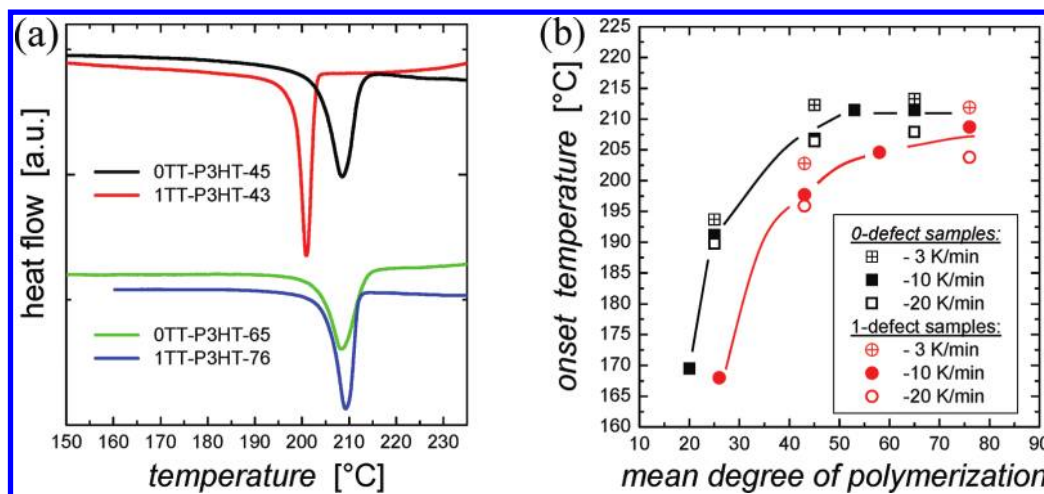 (a)
heat flow [a.u.]
0TT-P3HT-45
1TT-P3HT-43
0TT-P3HT-65
1TT-P3HT-76
150 160 170 180 190 200 210 220 230
temperature [°C]
(b)
onset temperature [°C]
225
220
215
210
205
200
195
190
185
180
175
170
165
160
0-defect samples:
- 3 K/min
-10 K/min
-20 K/min
1-defect samples:
- 3 K/min
-10 K/min
-20 K/min
10 20 30 40 50 60 70 80 90
mean degree of polymerization